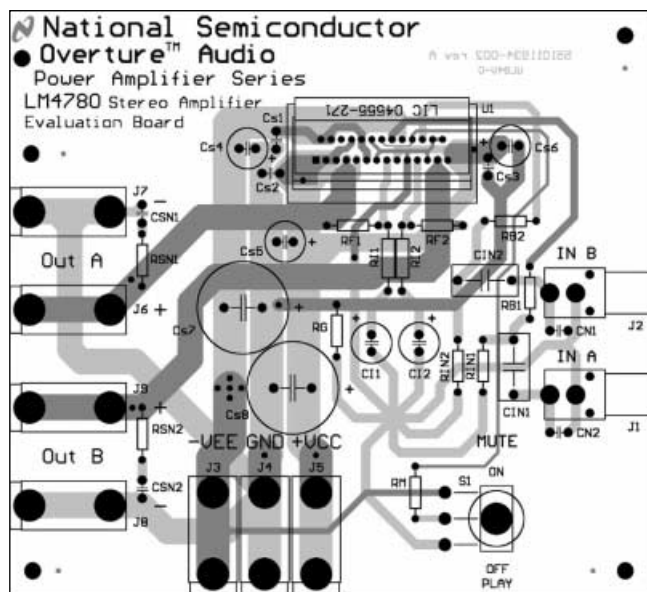 National Semiconductor
Overture™ Audio
Power Amplifier Series
LM4780 Stereo Amplifier
Evaluation Board
LIC 04555-271
U1
Cs1
Cs4
Cs2
Cs6
Cs3
J7
-
CSN1
Cs5
+
RF1
RF2
RB2
RI1
RI2
CIN2
Out A
RSN1
IN B
J6
+
Cs7
+
RG
RB1
CN1
J2
CI1
CI2
RIN2
RIN1
IN A
J9
+
Cs8
+
CIN1
CN2
J1
RSN2
-VEE
GND
+VCC
MUTE
Out B
J3
J4
J5
CSN2
J8
-
RM
S1
ON
OFF
PLAY